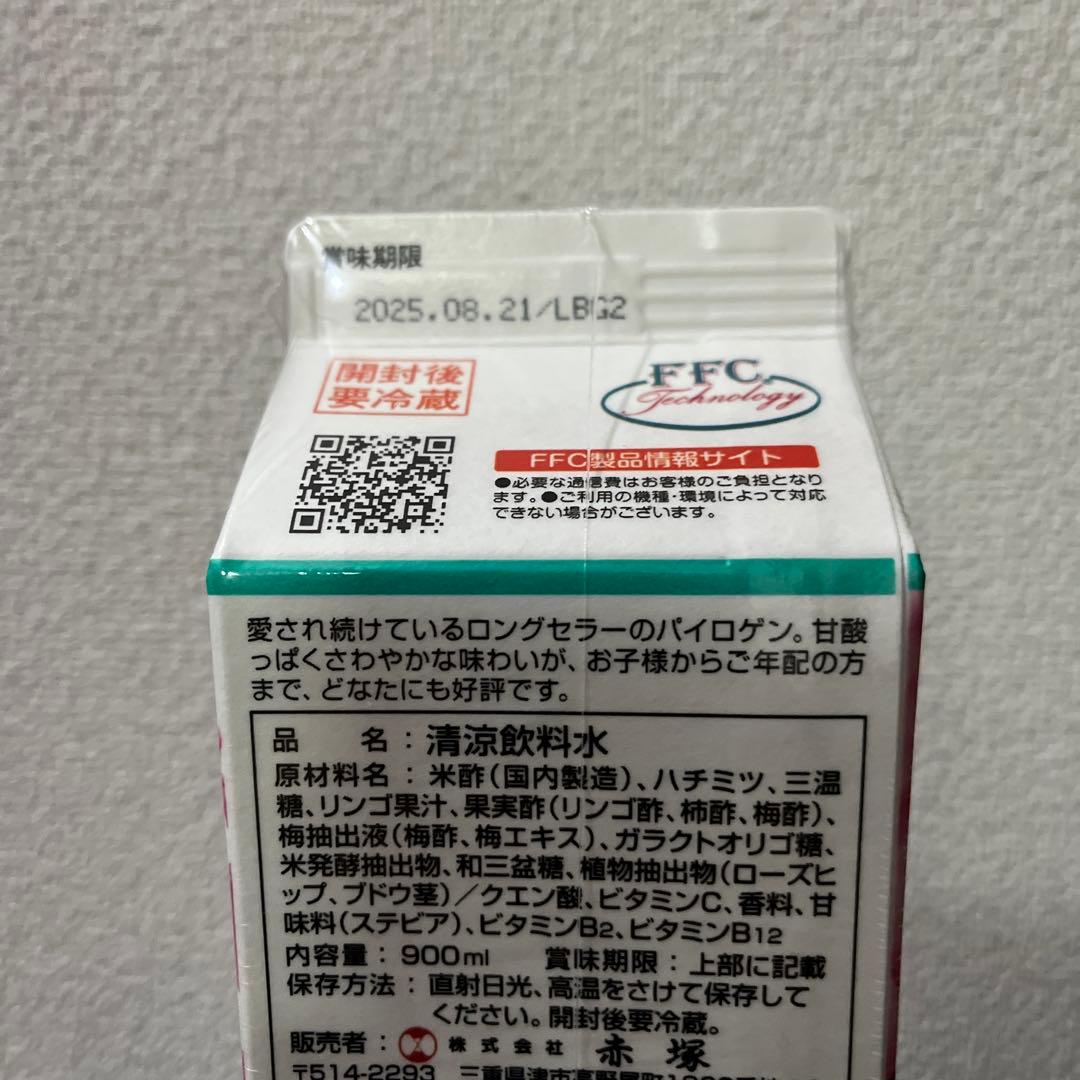 賞味期限
2025.08.21/LBG2
開封後
要冷蔵
FFC
Technology
FFC製品情報サイト
●必要な通信費はお客様のご負担となり
ます。●ご利用の機種・環境によって対応
できない場合がございます。
愛され続けているロングセラーのパイロゲン。甘酸
っぱくさわやかな味わいが、お子様からご年配の方
まで、どなたにも好評です。
品　名：清涼飲料水
原材料名：米酢（国内製造）、ハチミツ、三温
糖、リンゴ果汁、果実酢（リンゴ酢、柿酢、梅酢）、
梅抽出液（梅酢、梅エキス）、ガラクトオリゴ糖、
米発酵抽出物、和三盆糖、植物抽出物（ローズヒ
ップ、ブドウ茎）／クエン酸、ビタミンC、香料、甘
味料（ステビア）、ビタミンB2、ビタミンB12
内容量：900ml　賞味期限：上部に記載
保存方法：直射日光、高温をさけて保存して
ください。開封後要冷蔵。
販売者：株式会社 赤塚
〒514-2293 三重県津市高野尾町